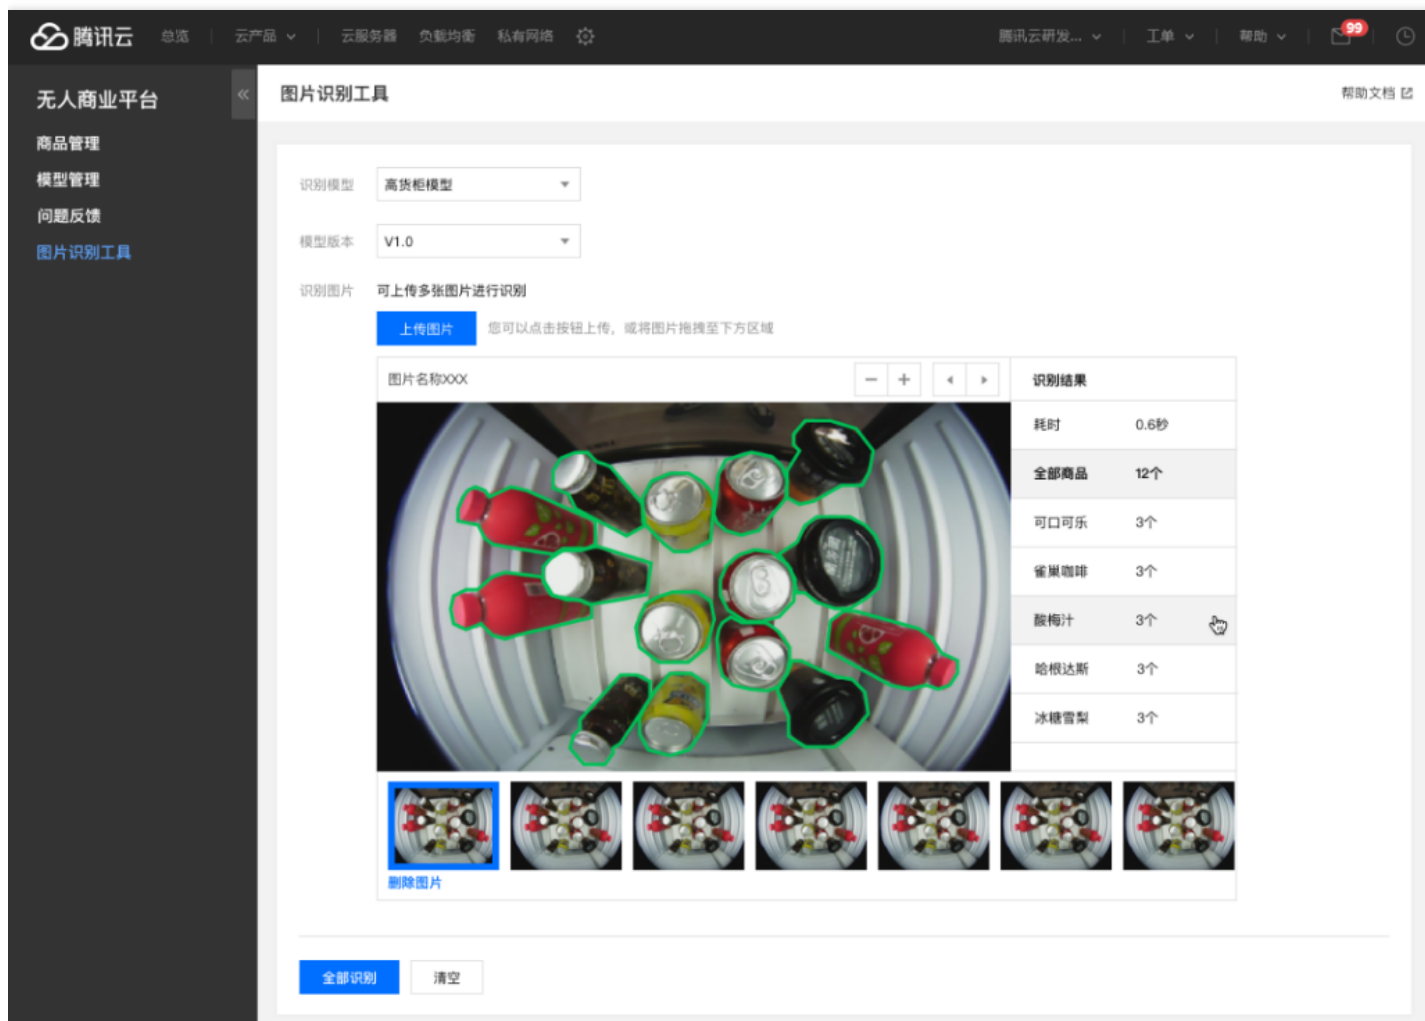 腾讯云 总览 云产品 云服务器 负载均衡 私有网络 腾讯云研发... 工单 帮助 99
无人商业平台
商品管理
模型管理
问题反馈
图片识别工具
图片识别工具 帮助文档
识别模型 高货柜模型
模型版本 V1.0
识别图片 可上传多张图片进行识别
上传图片 您可以点击按钮上传，或将图片拖拽至下方区域
图片名称XXX 识别结果
耗时 0.6秒
全部商品 12个
可口可乐 3个
雀巢咖啡 3个
酸梅汁 3个
哈根达斯 3个
冰糖雪梨 3个
删除图片
全部识别 清空